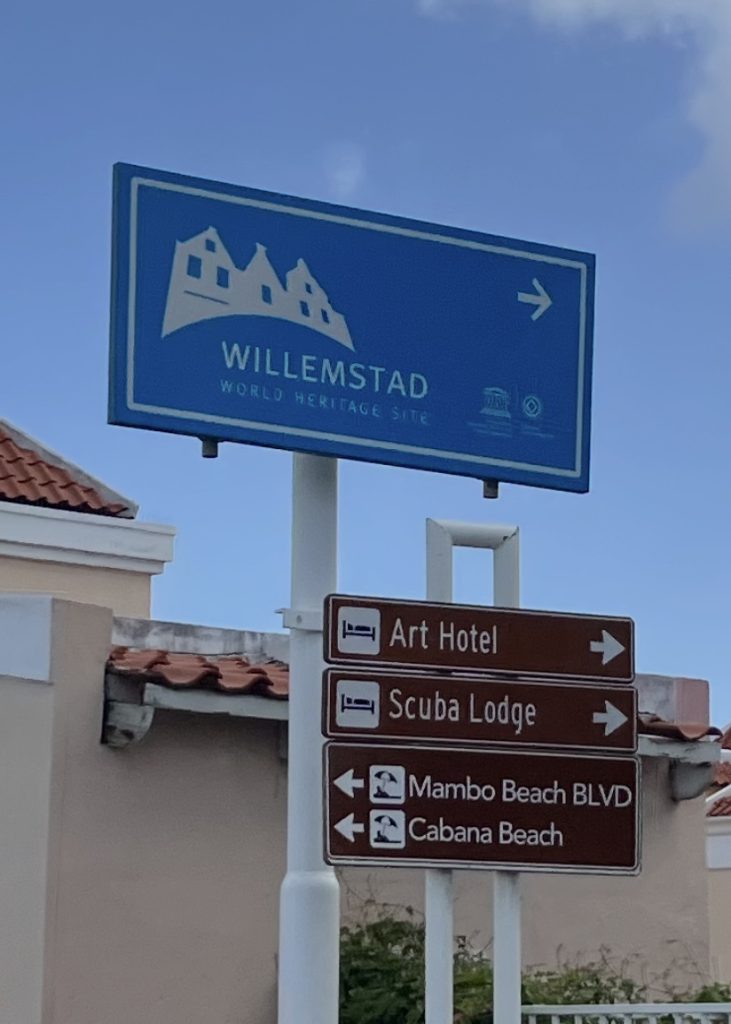 WILLEMSTAD
WORLD HERITAGE SITE
Art Hotel
Scuba Lodge
Mambo Beach BLVD
Cabana Beach